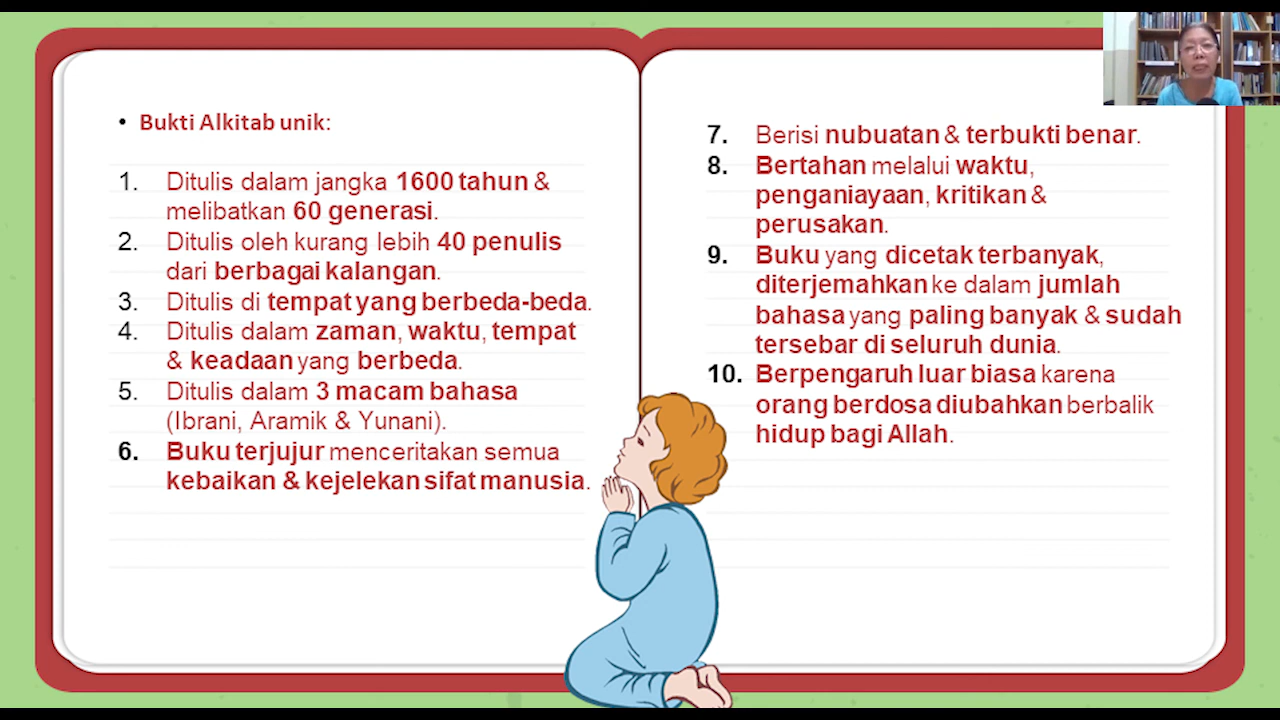 • Bukti Alkitab unik:
1. Ditulis dalam jangka 1600 tahun &
melibatkan 60 generasi.
2. Ditulis oleh kurang lebih 40 penulis
dari berbagai kalangan.
3. Ditulis di tempat yang berbeda-beda.
4. Ditulis dalam zaman, waktu, tempat
& keadaan yang berbeda.
5. Ditulis dalam 3 macam bahasa
(Ibrani, Aramik & Yunani).
6. Buku terjujur menceritakan semua
kebaikan & kejelekan sifat manusia.
7. Berisi nubuatan & terbukti benar.
8. Bertahan melalui waktu,
penganiayaan, kritikan &
perusakan.
9. Buku yang dicetak terbanyak,
diterjemahkan ke dalam jumlah
bahasa yang paling banyak & sudah
tersebar di seluruh dunia.
10. Berpengaruh luar biasa karena
orang berdosa diubahkan berbalik
hidup bagi Allah.